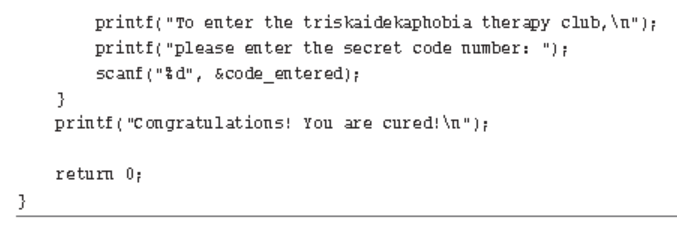 printf("To enter the triskaidekaphobia therapy club,\n");
printf("please enter the secret code number: ");
scanf("%d", &code_entered);
}
printf("Congratulations! You are cured!\n");
return 0;
}